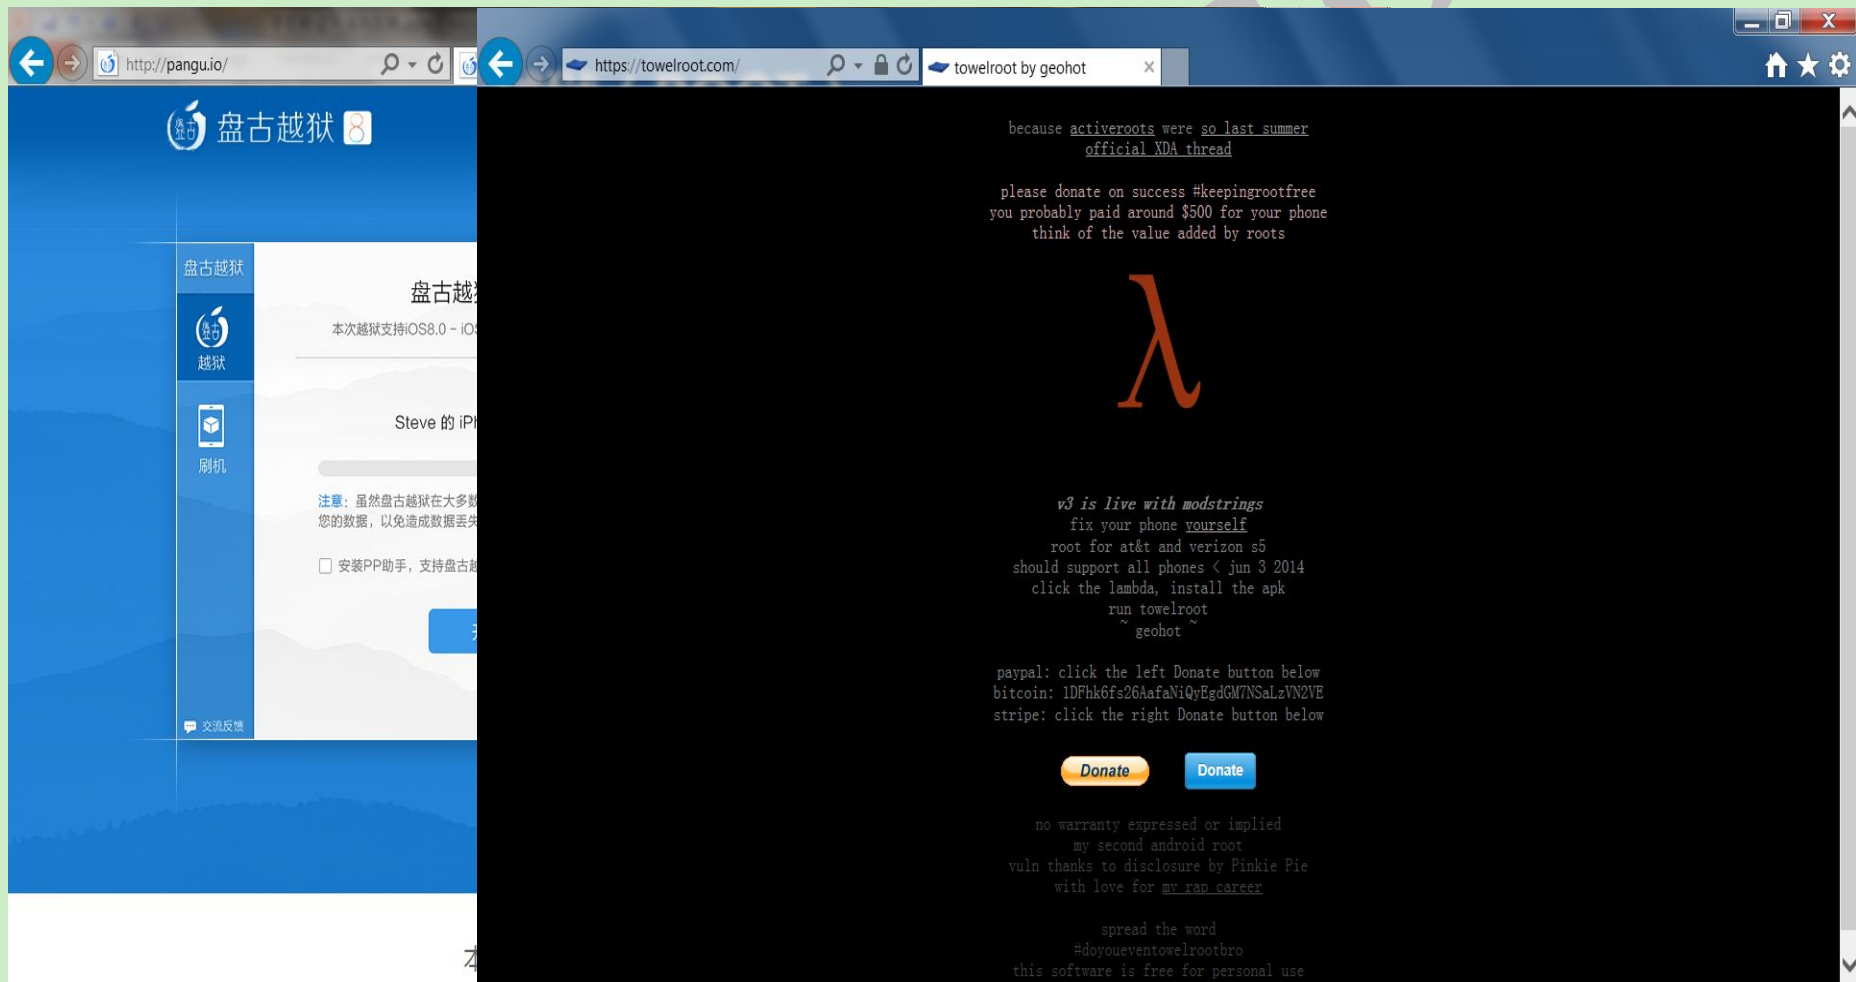 http://pangu.io/
盘古越狱 8
盘古越狱
越狱
刷机
交流反馈
盘古越
本次越狱支持iOS8.0 - iO
Steve 的 iP
注意：虽然盘古越狱在大多数
您的数据，以免造成数据丢失
安装PP助手，支持盘古越
https://towelroot.com/
towelroot by geohot
because activeroots were so last summer
official XDA thread
please donate on success #keepingrootfree
you probably paid around $500 for your phone
think of the value added by roots
λ
v3 is live with modstrings
fix your phone yourself
root for at&t and verizon s5
should support all phones < jun 3 2014
click the lambda, install the apk
run towelroot
~ geohot ~
paypal: click the left Donate button below
bitcoin: 1DFhk6fs26AafaNiQyEgdGM7NSaLzVN2VE
stripe: click the right Donate button below
Donate Donate
no warranty expressed or implied
my second android root
vuln thanks to disclosure by Pinkie Pie
with love for my rap career
spread the word
#doyoueventowelrootbro
this software is free for personal use